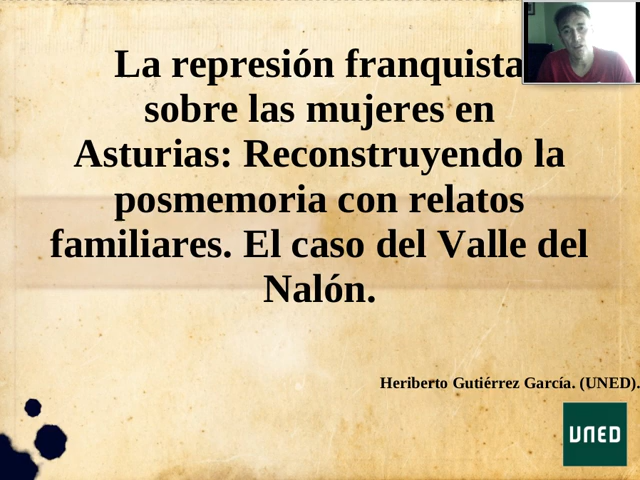 La represión franquista
sobre las mujeres en
Asturias: Reconstruyendo la
posmemoria con relatos
familiares. El caso del Valle del
Nalón.
Heriberto Gutiérrez García. (UNED).
UNED